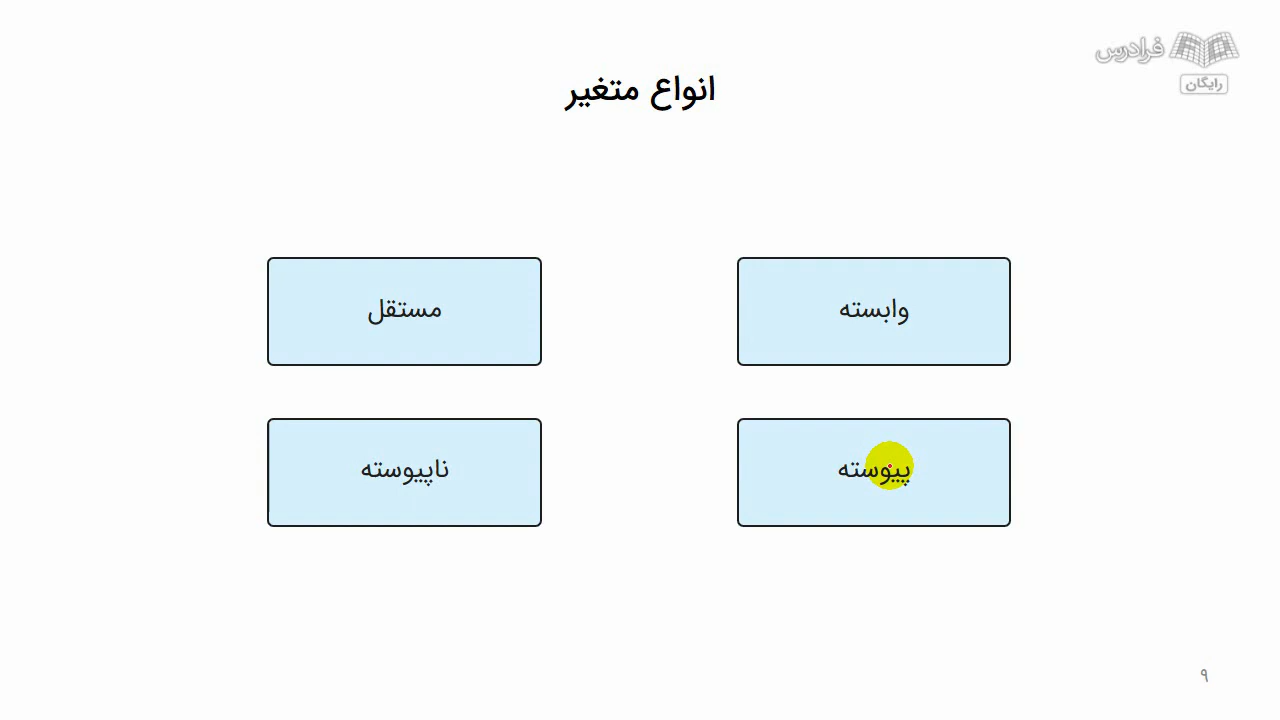 فرادرس
رایگان
انواع متغیر
وابسته
مستقل
پیوسته
ناپیوسته
۹